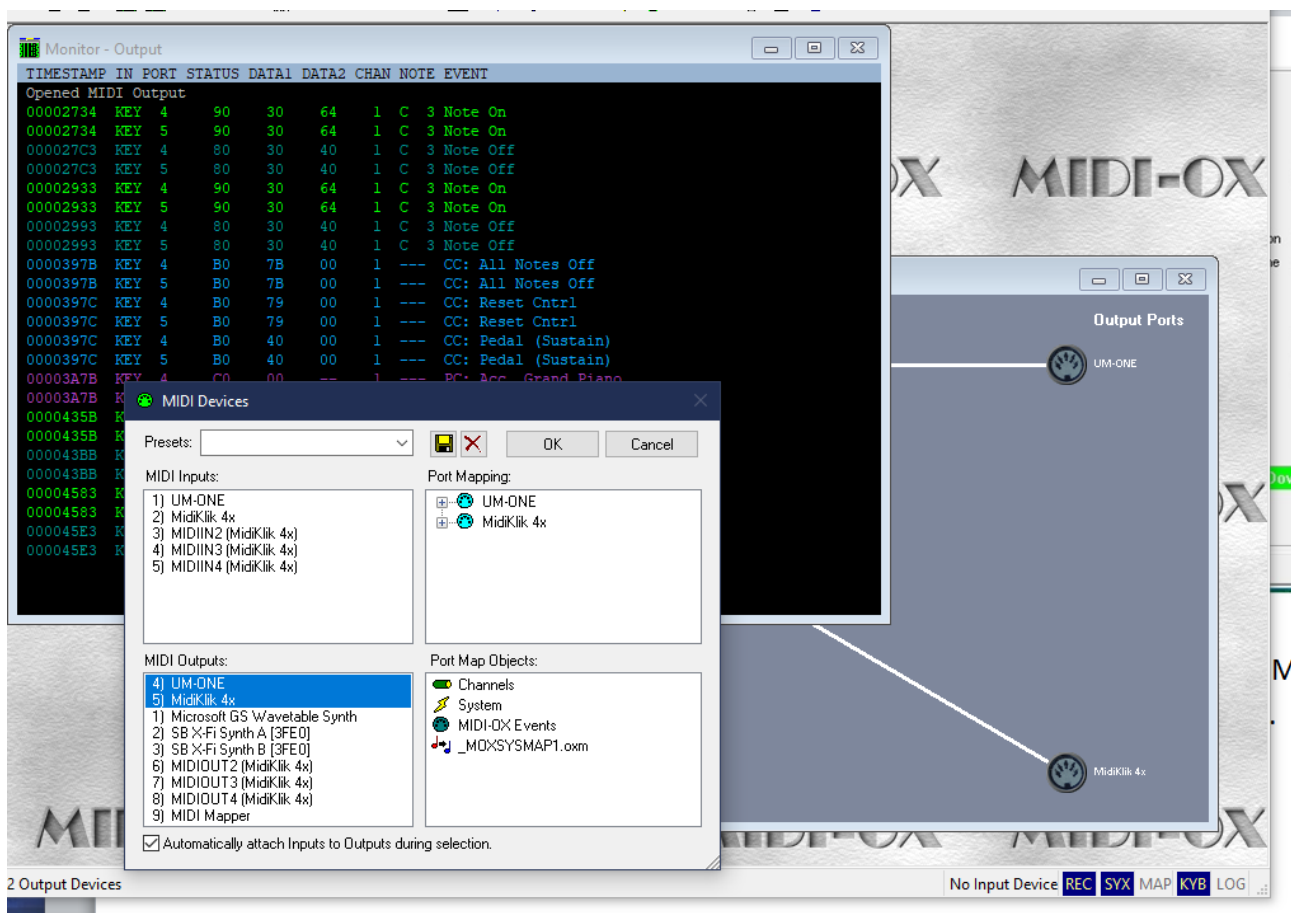 Monitor - Output
TIMESTAMP IN PORT STATUS DATA1 DATA2 CHAN NOTE EVENT
Opened MIDI Output
00002734 KEY 4 90 30 64 1 C 3 Note On
00002734 KEY 5 90 30 64 1 C 3 Note On
000027C3 KEY 4 80 30 40 1 C 3 Note Off
000027C3 KEY 5 80 30 40 1 C 3 Note Off
00002933 KEY 4 90 30 64 1 C 3 Note On
00002933 KEY 5 90 30 64 1 C 3 Note On
00002993 KEY 4 80 30 40 1 C 3 Note Off
00002993 KEY 5 80 30 40 1 C 3 Note Off
0000397B KEY 4 B0 7B 00 1 --- CC: All Notes Off
0000397B KEY 5 B0 7B 00 1 --- CC: All Notes Off
0000397C KEY 4 B0 79 00 1 --- CC: Reset Cntrl
0000397C KEY 5 B0 79 00 1 --- CC: Reset Cntrl
0000397C KEY 4 B0 40 00 1 --- CC: Pedal (Sustain)
0000397C KEY 5 B0 40 00 1 --- CC: Pedal (Sustain)
00003A7B KEY 4 C0 00 -- 1 --- PC: Acc. Grand Piano
00003A7B K
0000435B K
0000435B K
000043BB K
000043BB K
00004583 K
00004583 K
000045E3 K
000045E3 K
OX MIDI-OX
Output Ports
UM-ONE
MidiKlik 4x
MIDI Devices
Presets:
OK
Cancel
MIDI Inputs:
1) UM-ONE
2) MidiKlik 4x
3) MIDIIN2 (MidiKlik 4x)
4) MIDIIN3 (MidiKlik 4x)
5) MIDIIN4 (MidiKlik 4x)
Port Mapping:
UM-ONE
MidiKlik 4x
MIDI Outputs:
4) UM-ONE
5) MidiKlik 4x
1) Microsoft GS Wavetable Synth
2) SB X-Fi Synth A [3FE0]
3) SB X-Fi Synth B [3FE0]
6) MIDIOUT2 (MidiKlik 4x)
7) MIDIOUT3 (MidiKlik 4x)
8) MIDIOUT4 (MidiKlik 4x)
9) MIDI Mapper
Port Map Objects:
Channels
System
MIDI-OX Events
_MOXSYSMAP1.oxm
Automatically attach Inputs to Outputs during selection.
2 Output Devices
No Input Device REC SYX MAP KYB LOG